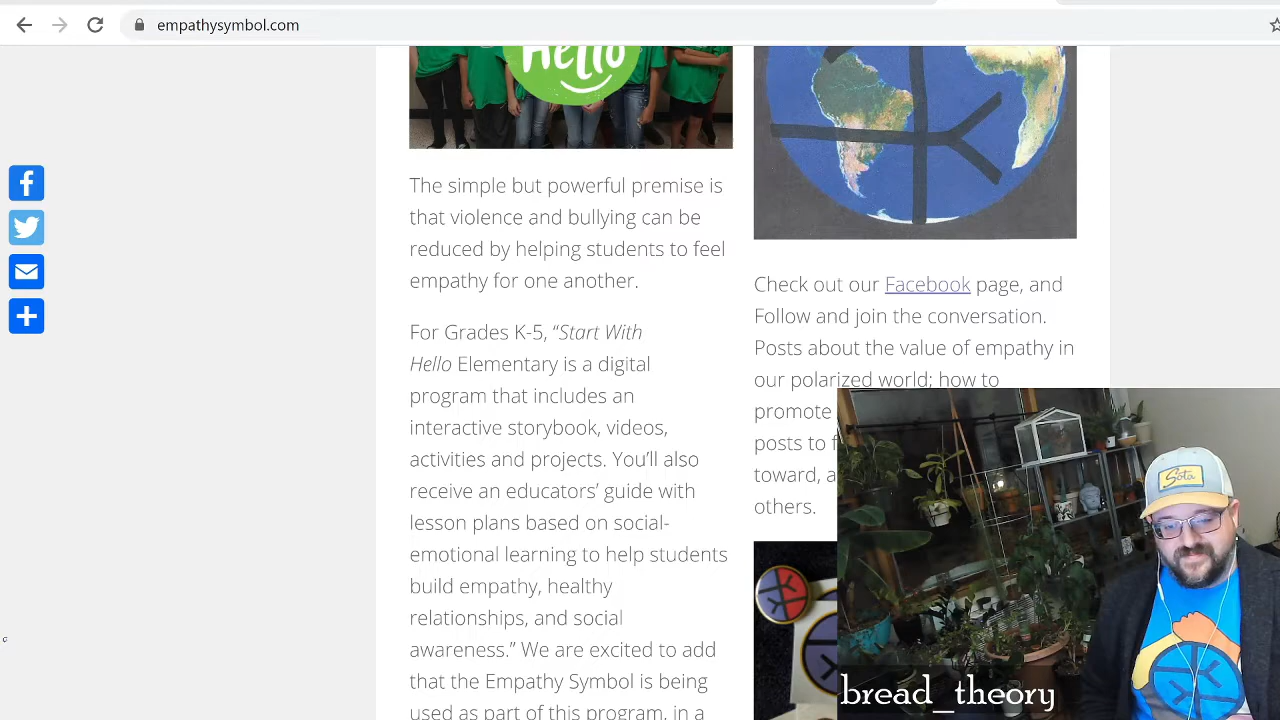 empathysymbol.com
Hello
The simple but powerful premise is
that violence and bullying can be
reduced by helping students to feel
empathy for one another.
For Grades K-5, “Start With
Hello Elementary is a digital
program that includes an
interactive storybook, videos,
activities and projects. You’ll also
receive an educators’ guide with
lesson plans based on social-
emotional learning to help students
build empathy, healthy
relationships, and social
awareness.” We are excited to add
that the Empathy Symbol is being
used as part of this program, in a
Check out our Facebook page, and
Follow and join the conversation.
Posts about the value of empathy in
our polarized world; how to
promote
posts to f
toward, a
others.
Sota
bread_theory